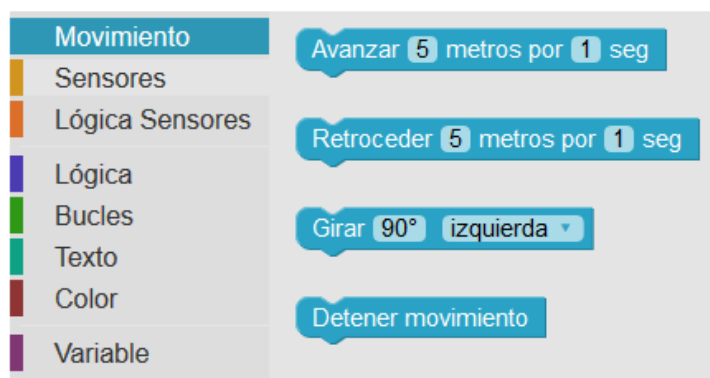 Movimiento
Sensores
Lógica Sensores
Lógica
Bucles
Texto
Color
Variable
Avanzar 5 metros por 1 seg
Retroceder 5 metros por 1 seg
Girar 90° izquierda
Detener movimiento